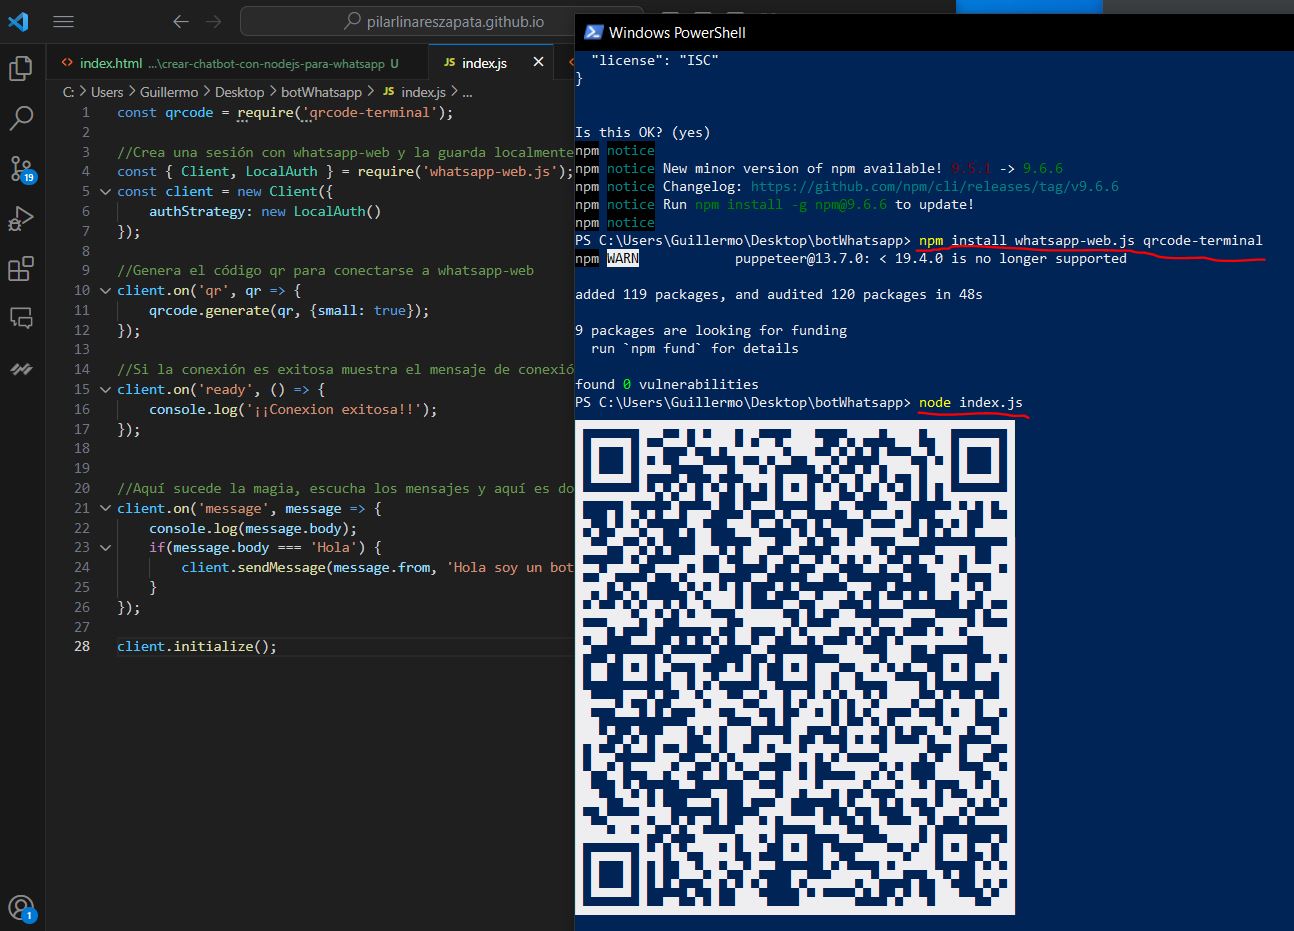 pilarlinareszapata.github.io
index.html ...\crear-chatbot-con-nodejs-para-whatsapp U
JS index.js
C: > Users > Guillermo > Desktop > botWhatsapp > JS index.js > ...
1 const qrcode = require('qrcode-terminal');
2
3 //Crea una sesión con whatsapp-web y la guarda localmente
4 const { Client, LocalAuth } = require('whatsapp-web.js');
5 const client = new Client({
6 authStrategy: new LocalAuth()
7 });
8
9 //Genera el código qr para conectarse a whatsapp-web
10 client.on('qr', qr => {
11 qrcode.generate(qr, {small: true});
12 });
13
14 //Si la conexión es exitosa muestra el mensaje de conexió
15 client.on('ready', () => {
16 console.log('¡¡Conexion exitosa!!');
17 });
18
19
20 //Aquí sucede la magia, escucha los mensajes y aquí es do
21 client.on('message', message => {
22 console.log(message.body);
23 if(message.body === 'Hola') {
24 client.sendMessage(message.from, 'Hola soy un bot
25 }
26 });
27
28 client.initialize();
19
1
Windows PowerShell
"license": "ISC"
}
Is this OK? (yes)
npm notice
npm notice New minor version of npm available! 9.5.1 -> 9.6.6
npm notice Changelog: https://github.com/npm/cli/releases/tag/v9.6.6
npm notice Run npm install -g npm@9.6.6 to update!
npm notice
PS C:\Users\Guillermo\Desktop\botWhatsapp> npm install whatsapp-web.js qrcode-terminal
npm WARN puppeteer@13.7.0: < 19.4.0 is no longer supported
added 119 packages, and audited 120 packages in 48s
9 packages are looking for funding
run `npm fund` for details
found 0 vulnerabilities
PS C:\Users\Guillermo\Desktop\botWhatsapp> node index.js